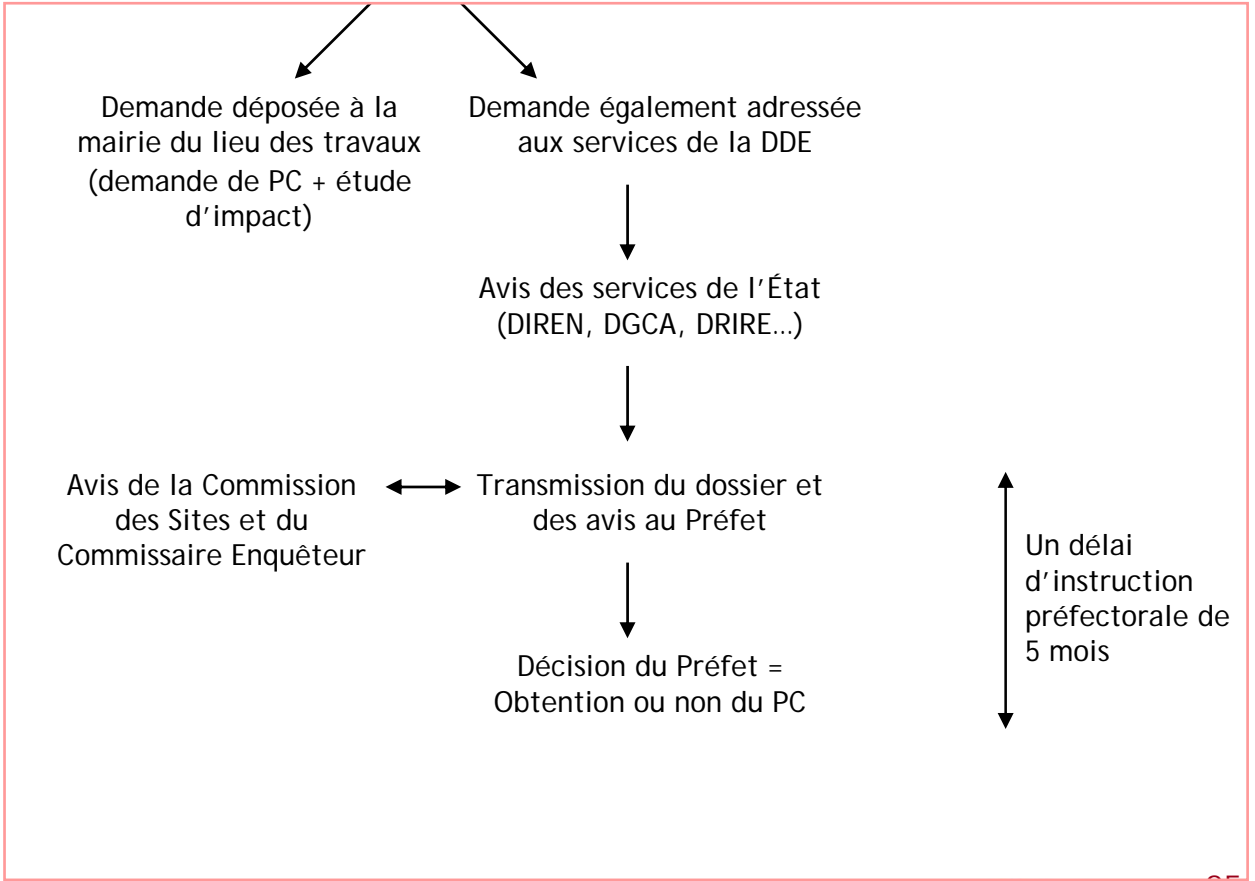 Demande déposée à la
mairie du lieu des travaux
(demande de PC + étude
d’impact)
Demande également adressée
aux services de la DDE
Avis des services de l’État
(DIREN, DGCA, DRIRE…)
Avis de la Commission
des Sites et du
Commissaire Enquêteur
Transmission du dossier et
des avis au Préfet
Un délai
d’instruction
préfectorale de
5 mois
Décision du Préfet =
Obtention ou non du PC